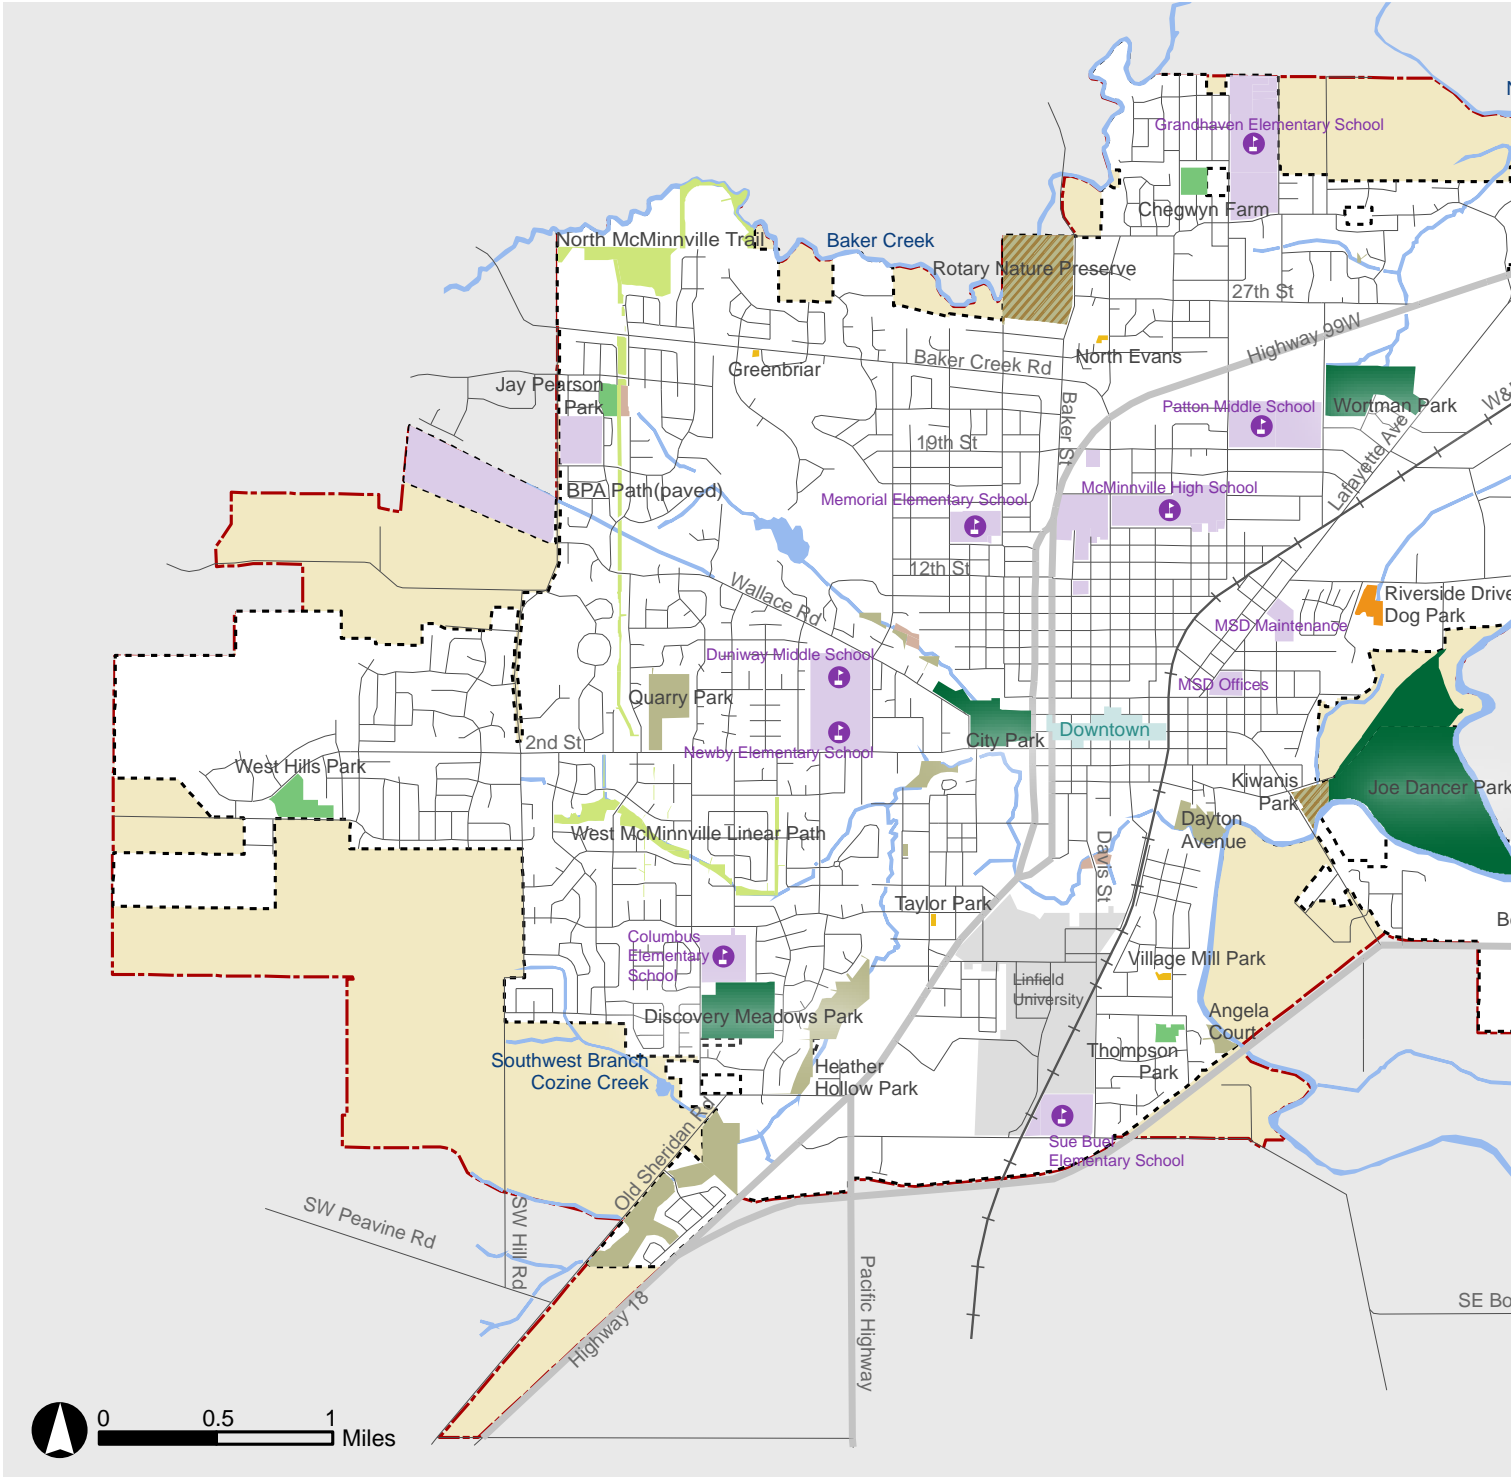 Grandhaven Elementary School
Chegwyn Farm
North McMinnville Trail
Baker Creek
Rotary Nature Preserve
27th St
Highway 99W
North Evans
Baker Creek Rd
Greenbriar
Jay Pearson
Park
Baker St
Patton Middle School
Wortman Park
W&
19th St
Lafayette Ave
BPA Path(paved)
Memorial Elementary School
McMinnville High School
12th St
Wallace Rd
Riverside Drive
Dog Park
MSD Maintenance
Duniway Middle School
MSD Offices
Quarry Park
Downtown
City Park
2nd St
Newby Elementary School
West Hills Park
Kiwanis
Park
Joe Dancer Park
Dayton
Avenue
West McMinnville Linear Path
Davis St
Taylor Park
Columbus
Elementary
School
Village Mill Park
Linfield
University
Discovery Meadows Park
Angela
Court
Thompson
Park
Southwest Branch
Cozine Creek
Heather
Hollow Park
Old Sheridan Rd
Sue Buel
Elementary School
SW Peavine Rd
SW Hill Rd
Pacific Highway
Highway 18
SE Bo
0 0.5 1
Miles